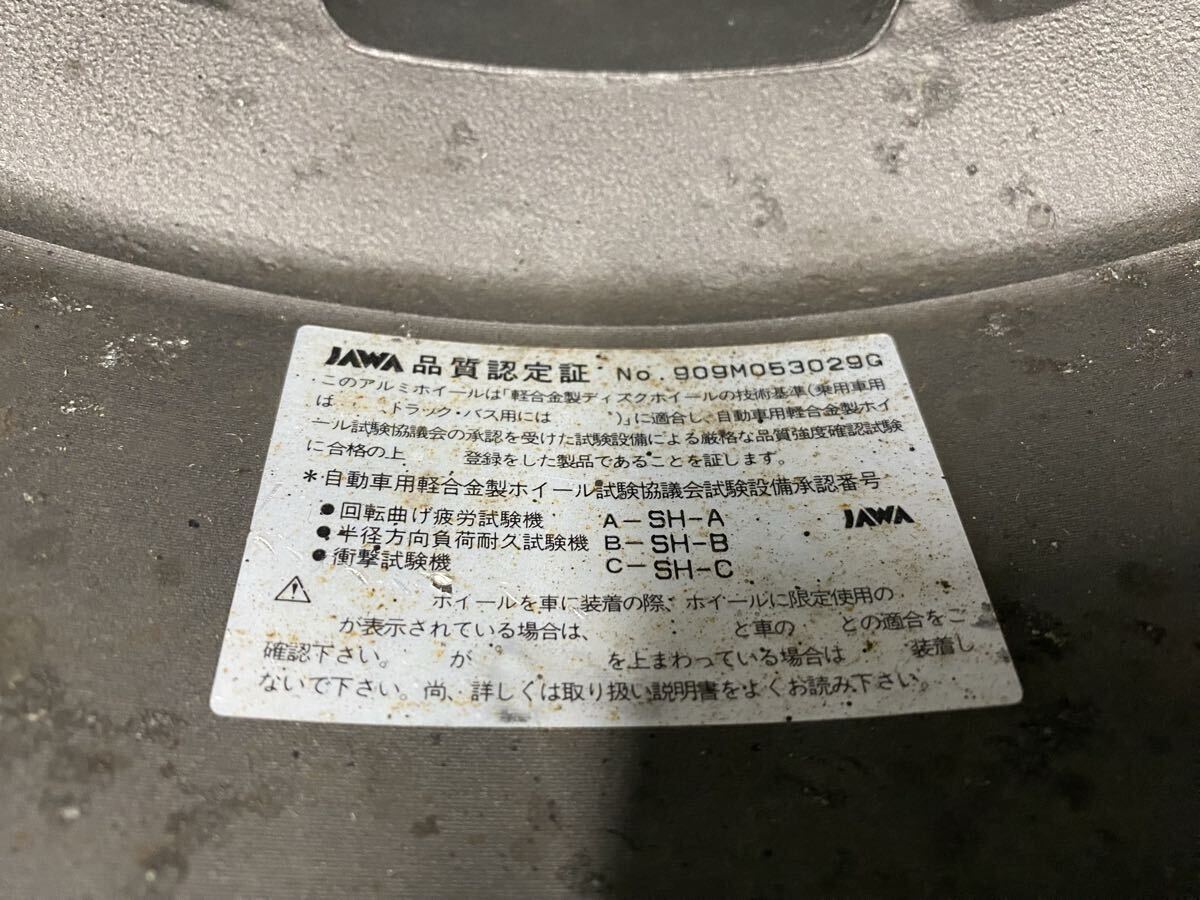 JAWA 品質認定証 No.909M053029G
このアルミホイールは「軽合金製ディスクホイールの技術基準(乗用車用
は 、トラック・バス用には )」に適合し、自動車用軽合金製ホイ
ール試験協議会の承認を受けた試験設備による厳格な品質強度確認試験
に合格の上 登録をした製品であることを証します。
*自動車用軽合金製ホイール試験協議会試験設備承認番号
●回転曲げ疲労試験機 A-SH-A JAWA
●半径方向負荷耐久試験機 B-SH-B
●衝撃試験機 C-SH-C
ホイールを車に装着の際、ホイールに限定使用の
が表示されている場合は、 と車の との適合をご
確認下さい。 が を上まわっている場合は 装着し
ないで下さい。尚、詳しくは取り扱い説明書をよくお読み下さい。